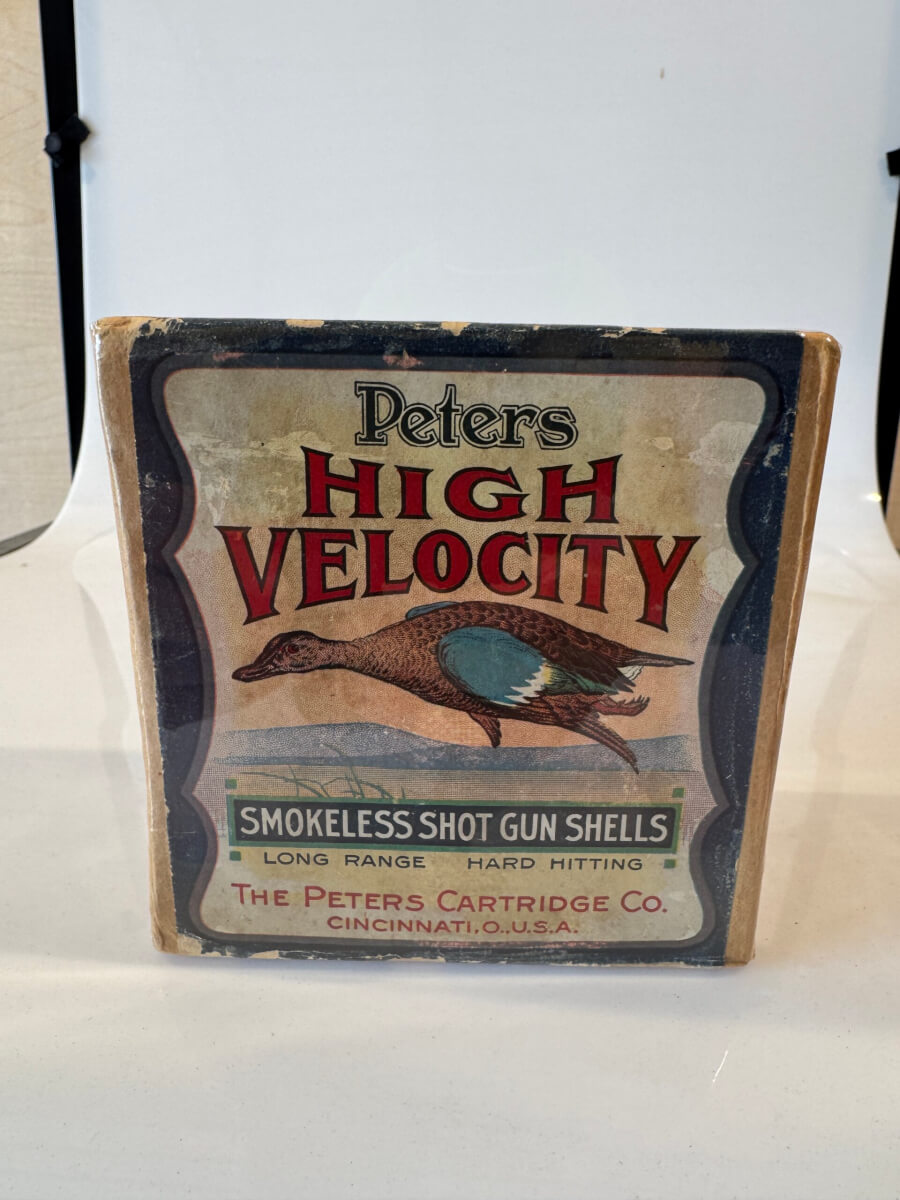 Peters
HIGH
VELOCITY
SMOKELESS SHOT GUN SHELLS
LONG RANGE HARD HITTING
THE PETERS CARTRIDGE CO.
CINCINNATI, O., U.S.A.